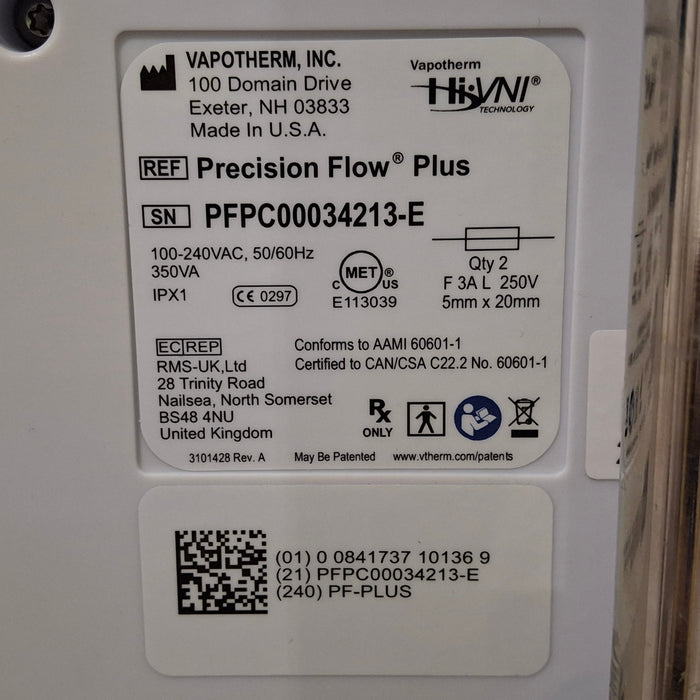 VAPOTHERM, INC.
100 Domain Drive
Exeter, NH 03833
Made In U.S.A.
Vapotherm
Hi-VNI®
TECHNOLOGY
REF Precision Flow® Plus
SN PFPC00034213-E
100-240VAC, 50/60Hz
350VA
IPX1
CE 0297
C MET ® US
E113039
Qty 2
F 3A L 250V
5mm x 20mm
EC REP
RMS-UK,Ltd
28 Trinity Road
Nailsea, North Somerset
BS48 4NU
United Kingdom
Conforms to AAMI 60601-1
Certified to CAN/CSA C22.2 No. 60601-1
Rx
ONLY
3101428 Rev. A May Be Patented www.vtherm.com/patents
(01) 0 0841737 10136 9
(21) PFPC00034213-E
(240) PF-PLUS